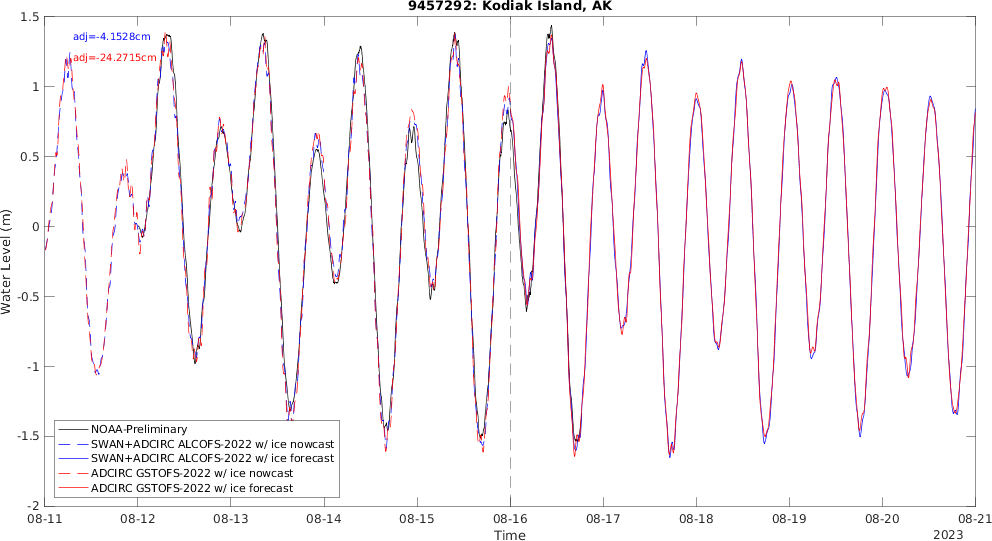 9457292: Kodiak Island, AK
adj=-4.1528cm
adj=-24.2715cm
1.5
1
0.5
0
-0.5
-1
-1.5
-2
Water Level (m)
NOAA-Preliminary
SWAN+ADCIRC ALCOFS-2022 w/ ice nowcast
SWAN+ADCIRC ALCOFS-2022 w/ ice forecast
ADCIRC GSTOFS-2022 w/ ice nowcast
ADCIRC GSTOFS-2022 w/ ice forecast
08-11 08-12 08-13 08-14 08-15 08-16 08-17 08-18 08-19 08-20 08-21
Time
2023